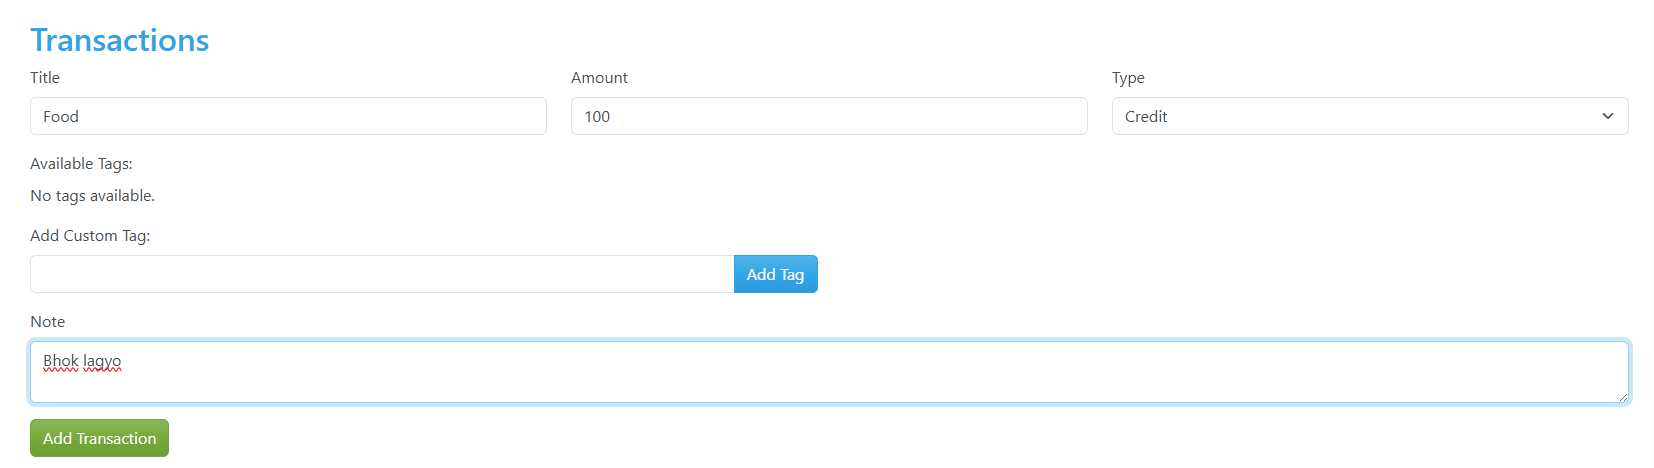 Transactions
Title Amount Type
Food 100 Credit
Available Tags:
No tags available.
Add Custom Tag:
Add Tag
Note
Bhok lagyo
Add Transaction